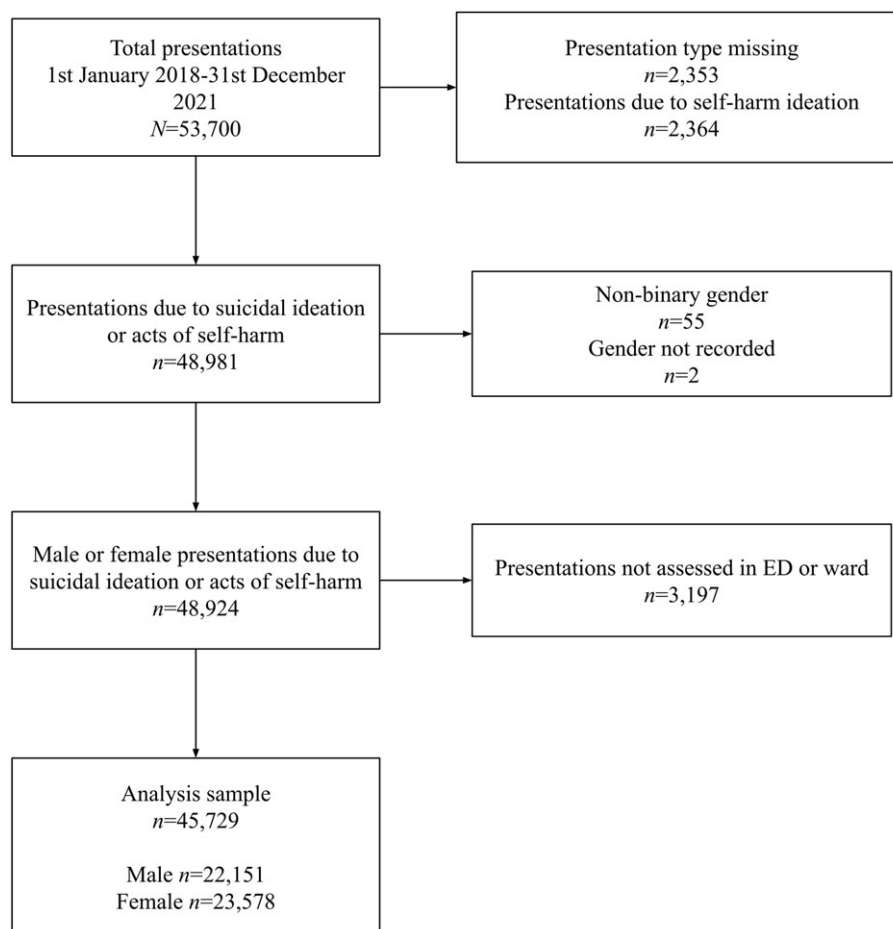 Total presentations
1st January 2018-31st December
2021
N=53,700
Presentation type missing
n=2,353
Presentations due to self-harm ideation
n=2,364
Presentations due to suicidal ideation
or acts of self-harm
n=48,981
Non-binary gender
n=55
Gender not recorded
n=2
Male or female presentations due to
suicidal ideation or acts of self-harm
n=48,924
Presentations not assessed in ED or ward
n=3,197
Analysis sample
n=45,729
Male n=22,151
Female n=23,578